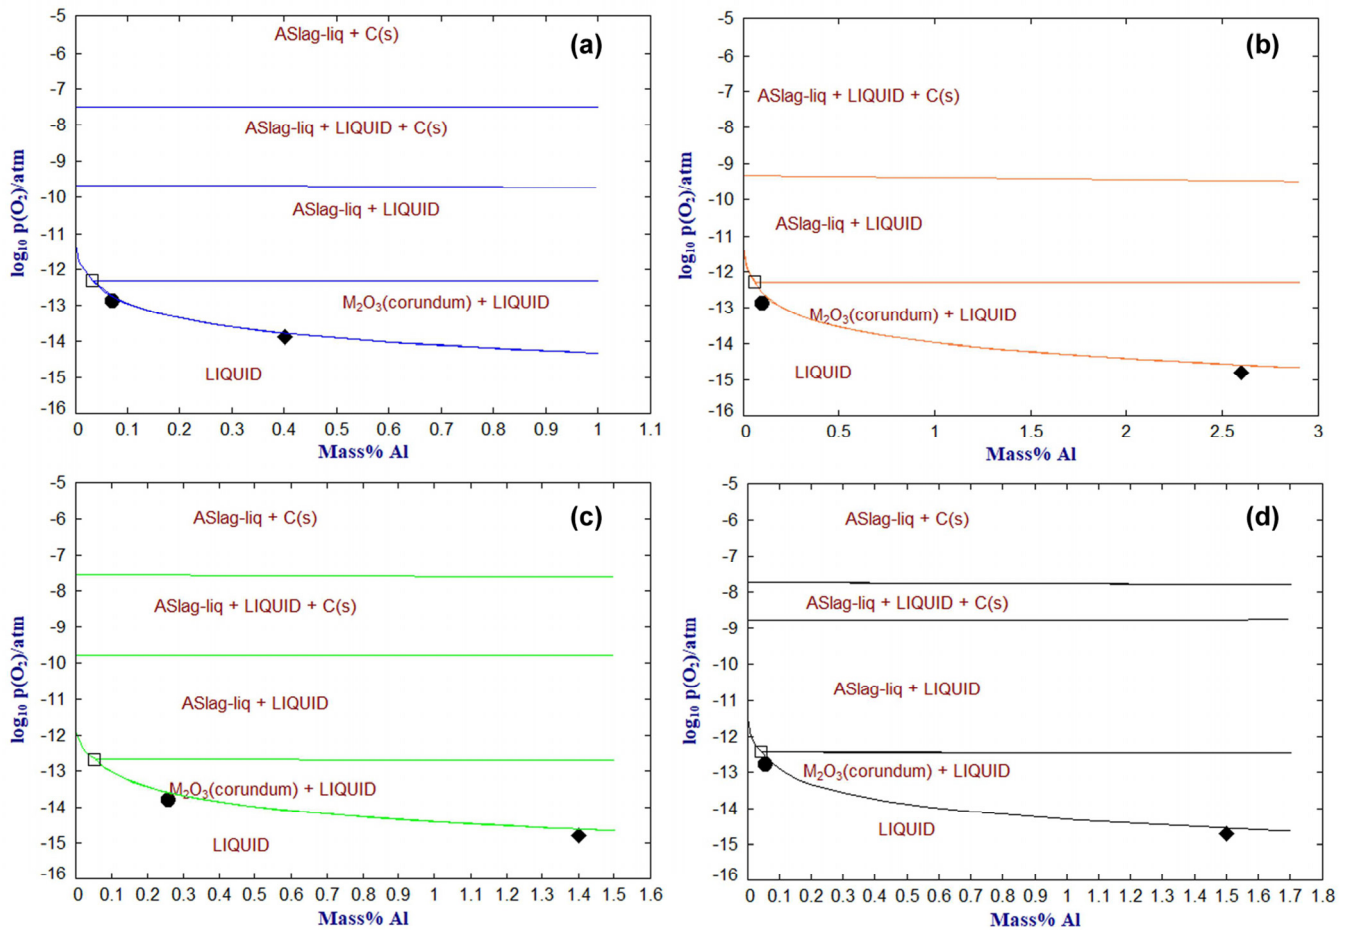 (a)
-5
-6
-7
-8
-9
-10
-11
-12
-13
-14
-15
-16
log₁₀ p(O₂)/atm
ASlag-liq + C(s)
ASlag-liq + LIQUID + C(s)
ASlag-liq + LIQUID
M₂O₃(corundum) + LIQUID
LIQUID
0 0.1 0.2 0.3 0.4 0.5 0.6 0.7 0.8 0.9 1 1.1
Mass% Al
(b)
-5
-6
-7
-8
-9
-10
-11
-12
-13
-14
-15
-16
log₁₀ p(O₂)/atm
ASlag-liq + LIQUID + C(s)
ASlag-liq + LIQUID
M₂O₃(corundum) + LIQUID
LIQUID
0 0.5 1 1.5 2 2.5 3
Mass% Al
(c)
-5
-6
-7
-8
-9
-10
-11
-12
-13
-14
-15
-16
log₁₀ p(O₂)/atm
ASlag-liq + C(s)
ASlag-liq + LIQUID + C(s)
ASlag-liq + LIQUID
M₂O₃(corundum) + LIQUID
LIQUID
0 0.1 0.2 0.3 0.4 0.5 0.6 0.7 0.8 0.9 1 1.1 1.2 1.3 1.4 1.5 1.6
Mass% Al
(d)
-5
-6
-7
-8
-9
-10
-11
-12
-13
-14
-15
-16
log₁₀ p(O₂)/atm
ASlag-liq + C(s)
ASlag-liq + LIQUID + C(s)
ASlag-liq + LIQUID
M₂O₃(corundum) + LIQUID
LIQUID
0 0.1 0.2 0.3 0.4 0.5 0.6 0.7 0.8 0.9 1 1.1 1.2 1.3 1.4 1.5 1.6 1.7 1.8
Mass% Al